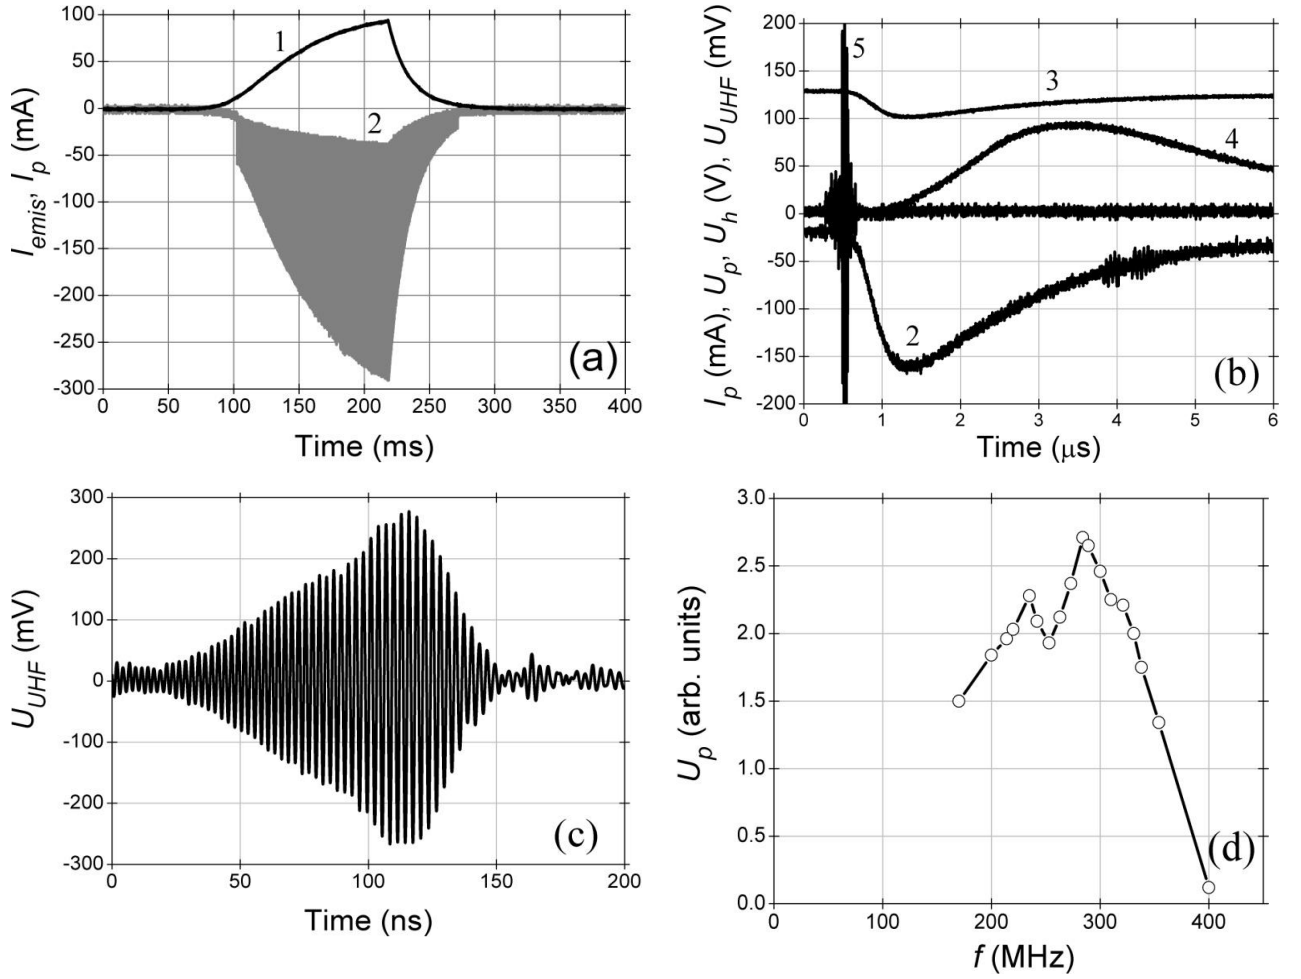 100
50
0
-50
-100
-150
-200
-250
-300
I_emis, I_p (mA)
1
2
(a)
0 50 100 150 200 250 300 350 400
Time (ms)
200
150
100
50
0
-50
-100
-150
-200
I_p (mA), U_p, U_h (V), U_UHF (mV)
5
3
4
2
(b)
0 1 2 3 4 5 6
Time (μs)
300
200
100
0
-100
-200
-300
U_UHF (mV)
(c)
0 50 100 150 200
Time (ns)
3.0
2.5
2.0
1.5
1.0
0.5
0.0
U_p (arb. units)
(d)
0 100 200 300 400
f (MHz)